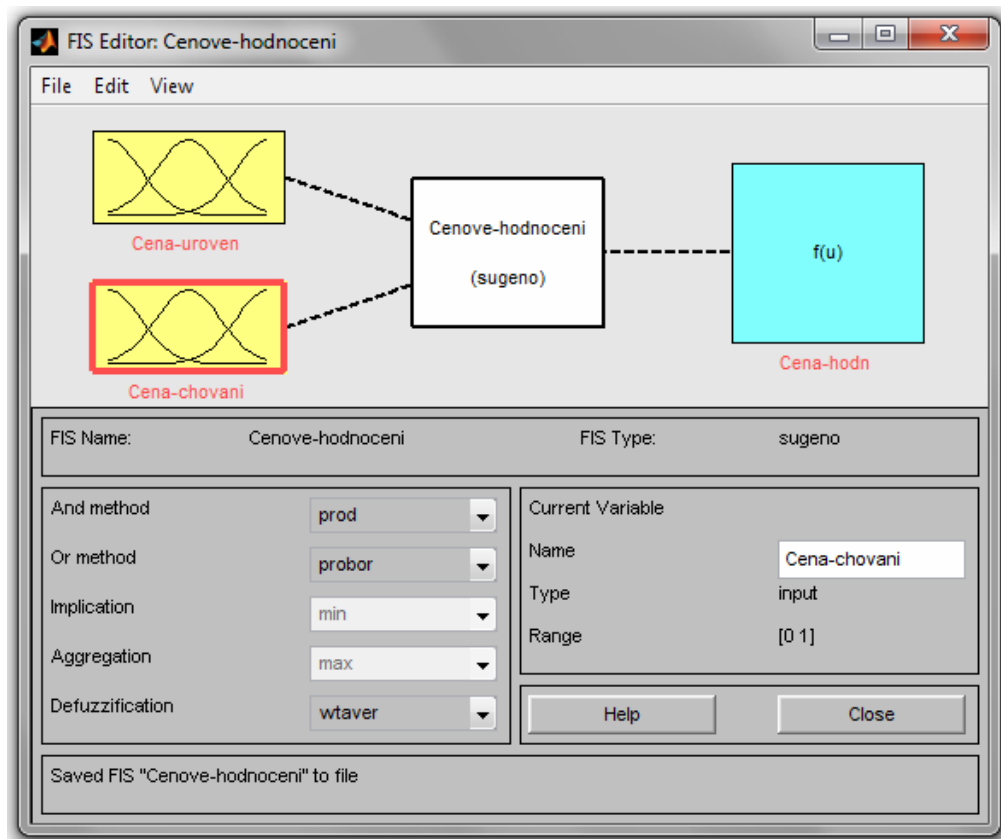 FIS Editor: Cenove-hodnoceni
File Edit View
Cena-uroven
Cena-chovani
Cenove-hodnoceni
(sugeno)
f(u)
Cena-hodn
FIS Name: Cenove-hodnoceni FIS Type: sugeno
And method prod
Or method probor
Implication min
Aggregation max
Defuzzification wtaver
Current Variable
Name Cena-chovani
Type input
Range [0 1]
Help Close
Saved FIS "Cenove-hodnoceni" to file